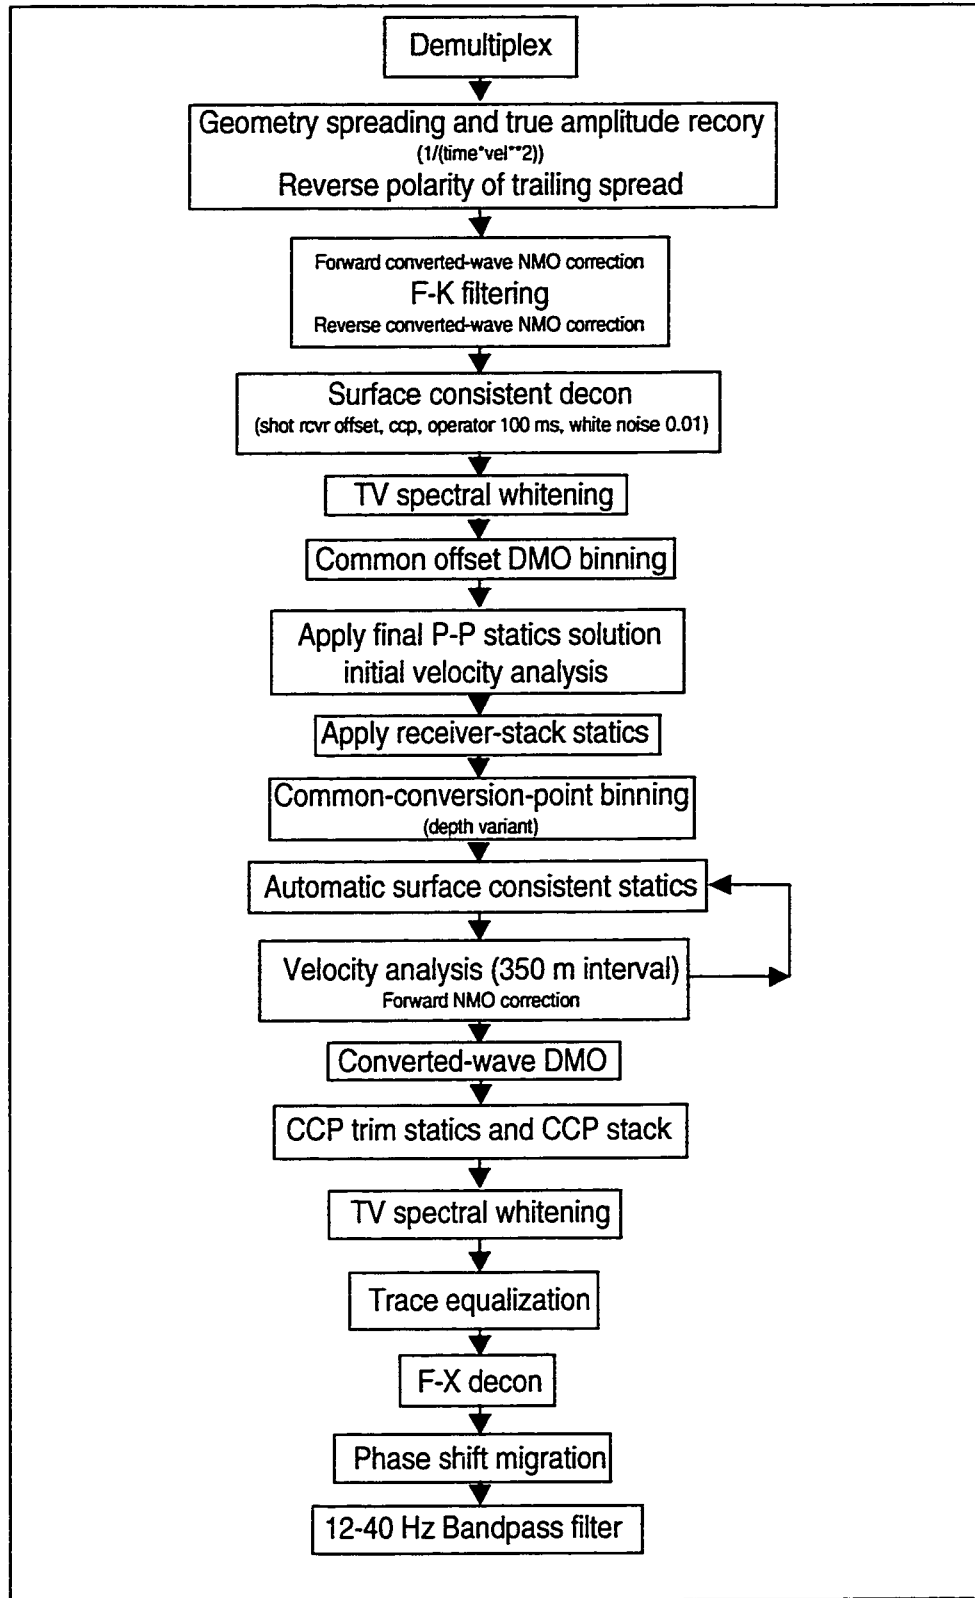 Demultiplex
Geometry spreading and true amplitude recory
(1/(time*vel**2))
Reverse polarity of trailing spread
Forward converted-wave NMO correction
F-K filtering
Reverse converted-wave NMO correction
Surface consistent decon
(shot rcvr offset, ccp, operator 100 ms, white noise 0.01)
TV spectral whitening
Common offset DMO binning
Apply final P-P statics solution
initial velocity analysis
Apply receiver-stack statics
Common-conversion-point binning
(depth variant)
Automatic surface consistent statics
Velocity analysis (350 m interval)
Forward NMO correction
Converted-wave DMO
CCP trim statics and CCP stack
TV spectral whitening
Trace equalization
F-X decon
Phase shift migration
12-40 Hz Bandpass filter